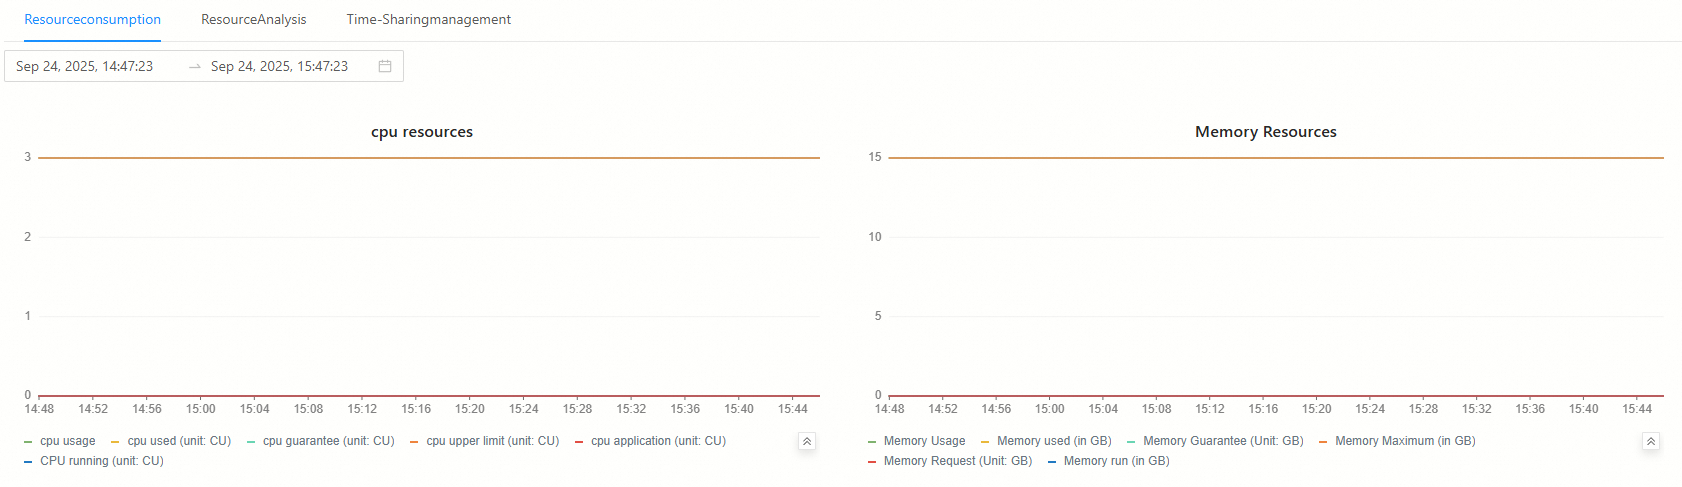 Resourceconsumption ResourceAnalysis Time-Sharingmanagement
Sep 24, 2025, 14:47:23 → Sep 24, 2025, 15:47:23
cpu resources
3
2
1
0
14:48 14:52 14:56 15:00 15:04 15:08 15:12 15:16 15:20 15:24 15:28 15:32 15:36 15:40 15:44
cpu usage cpu used (unit: CU) cpu guarantee (unit: CU) cpu upper limit (unit: CU) cpu application (unit: CU)
CPU running (unit: CU)
Memory Resources
15
10
5
0
14:48 14:52 14:56 15:00 15:04 15:08 15:12 15:16 15:20 15:24 15:28 15:32 15:36 15:40 15:44
Memory Usage Memory used (in GB) Memory Guarantee (Unit: GB) Memory Maximum (in GB)
Memory Request (Unit: GB) Memory run (in GB)